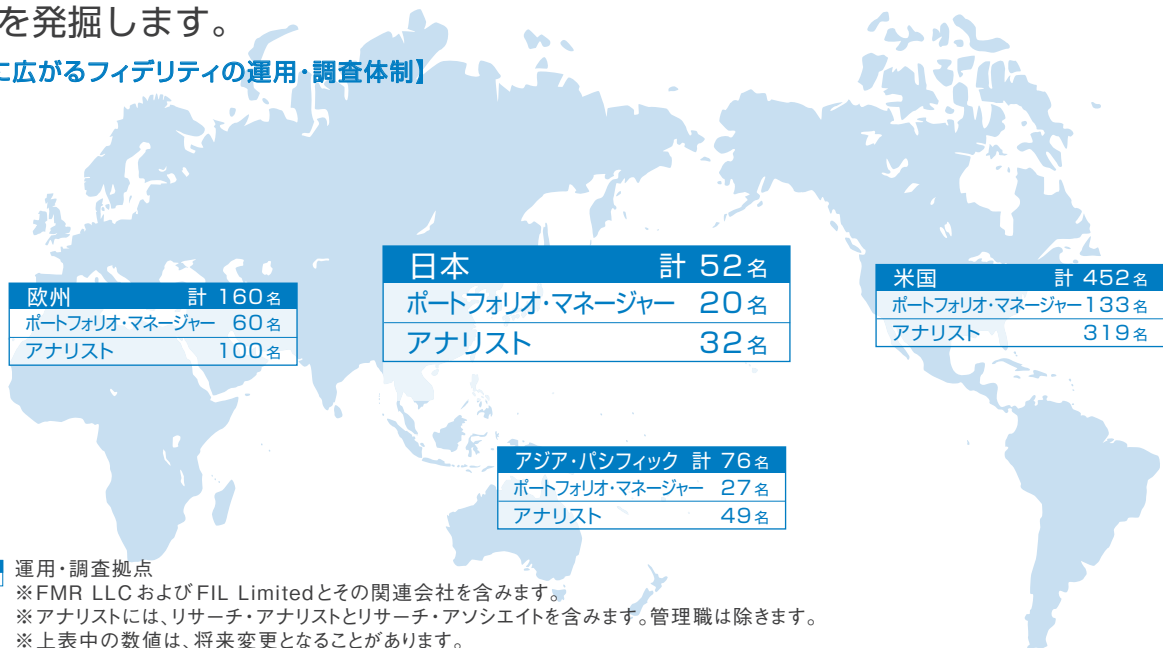 を発掘します。
に広がるフィデリティの運用・調査体制】
日本 計 52名
ポートフォリオ・マネージャー 20名
アナリスト 32名
欧州 計 160名
ポートフォリオ・マネージャー 60名
アナリスト 100名
米国 計 452名
ポートフォリオ・マネージャー 133名
アナリスト 319名
アジア・パシフィック 計 76名
ポートフォリオ・マネージャー 27名
アナリスト 49名
運用・調査拠点
※FMR LLC および FIL Limitedとその関連会社を含みます。
※アナリストには、リサーチ・アナリストとリサーチ・アソシエイトを含みます。管理職は除きます。
※上表中の数値は、将来変更となることがあります。